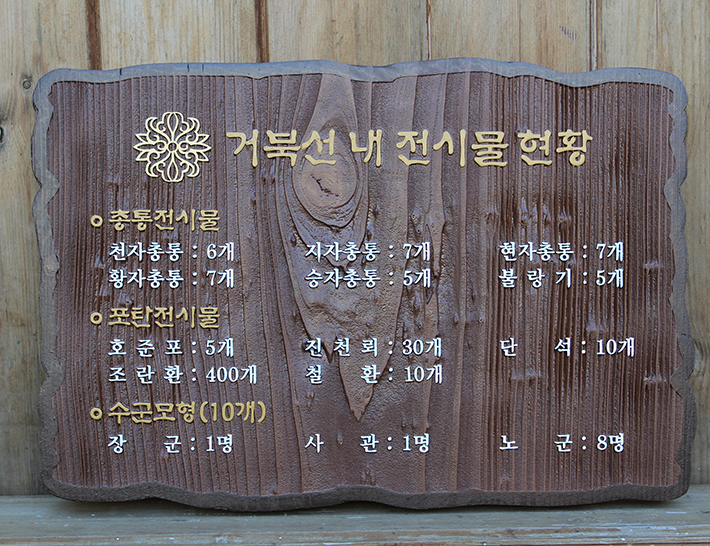 거북선 내 전시물 현황
o 총통전시물
천자총통 : 6개 지자총통 : 7개 현자총통 : 7개
황자총통 : 7개 승자총통 : 5개 불 랑 기 : 5개
o 포탄전시물
호 준 포 : 5개 진 천 뢰 : 30개 단 석 : 10개
조 란 환 : 400개 철 환 : 10개
o 수군모형(10개)
장 군 : 1명 사 관 : 1명 노 군 : 8명